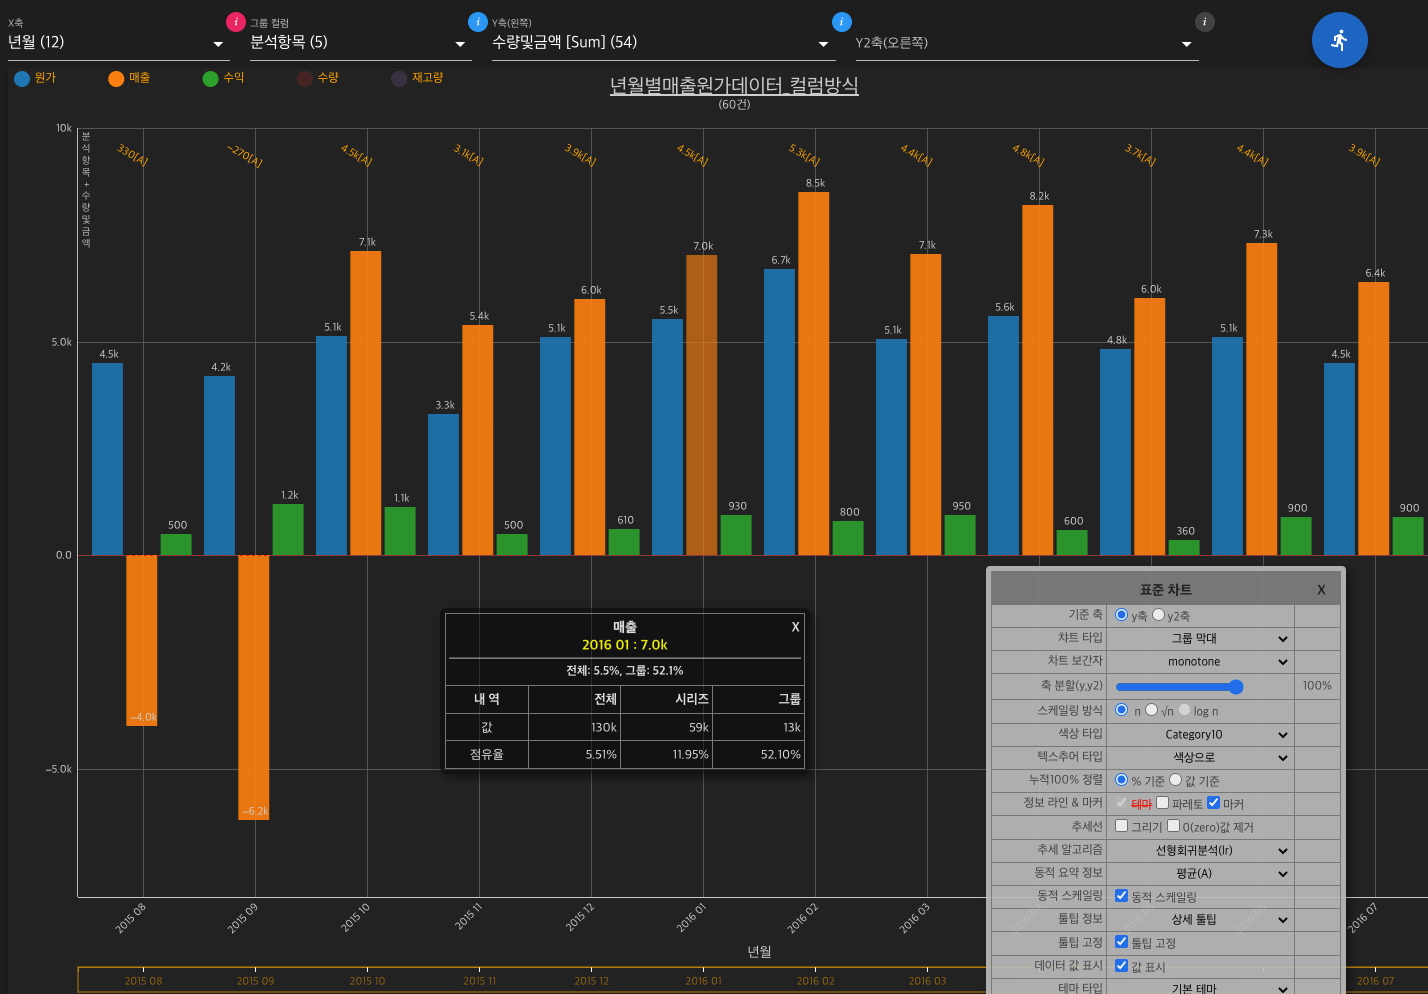 X축
i
그룹 컬럼
i
Y축(왼쪽)
i
i
년월 (12)
분석항목 (5)
수량및금액 [Sum] (54)
Y2축(오른쪽)
원가
매출
수익
수량
재고량
년월별매출원가데이터_컬럼방식
(60건)
10k
5.0k
0.0
−5.0k
분석항목+수량및금액
330[A]
−270[A]
4.5k[A]
3.1k[A]
3.9k[A]
4.5k[A]
5.3k[A]
4.4k[A]
4.8k[A]
3.7k[A]
4.4k[A]
3.9k[A]
4.5k
−4.0k
500
4.2k
−6.2k
1.2k
5.1k
7.1k
1.1k
3.3k
5.4k
500
5.1k
6.0k
610
5.5k
7.0k
930
6.7k
8.5k
800
5.1k
7.1k
950
5.6k
8.2k
600
4.8k
6.0k
360
5.1k
7.3k
900
4.5k
6.4k
900
매출
X
2016 01 : 7.0k
전체: 5.5%, 그룹: 52.1%
내 역 전체 시리즈 그룹
값 130k 59k 13k
점유율 5.51% 11.95% 52.10%
표준 차트 X
기준 축 y축 y2축
챠트 타입 그룹 막대
차트 보간자 monotone
축 분할(y,y2) 100%
스케일링 방식 n √n log n
색상 타입 Category10
텍스추어 타입 색상으로
누적100% 정렬 % 기준 값 기준
정보 라인 & 마커 테마 파레토 마커
추세선 그리기 0(zero)값 제거
추세 알고리즘 선형회귀분석(lr)
동적 요약 정보 평균(A)
동적 스케일링 동적 스케일링
툴팁 정보 상세 툴팁
툴팁 고정 툴팁 고정
데이터 값 표시 값 표시
테마 타입 기본 테마
2015 08
2015 09
2015 10
2015 11
2015 12
2016 01
2016 02
2016 03
2016 07
년월
2015 08
2015 09
2015 10
2015 11
2015 12
2016 01
2016 02
2016 03
2016 07